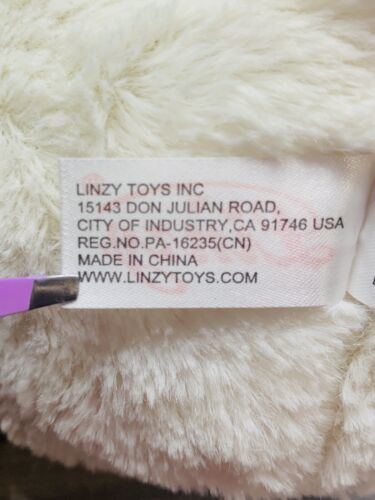 LINZY TOYS INC
15143 DON JULIAN ROAD,
CITY OF INDUSTRY,CA 91746 USA
REG.NO.PA-16235(CN)
MADE IN CHINA
WWW.LINZYTOYS.COM